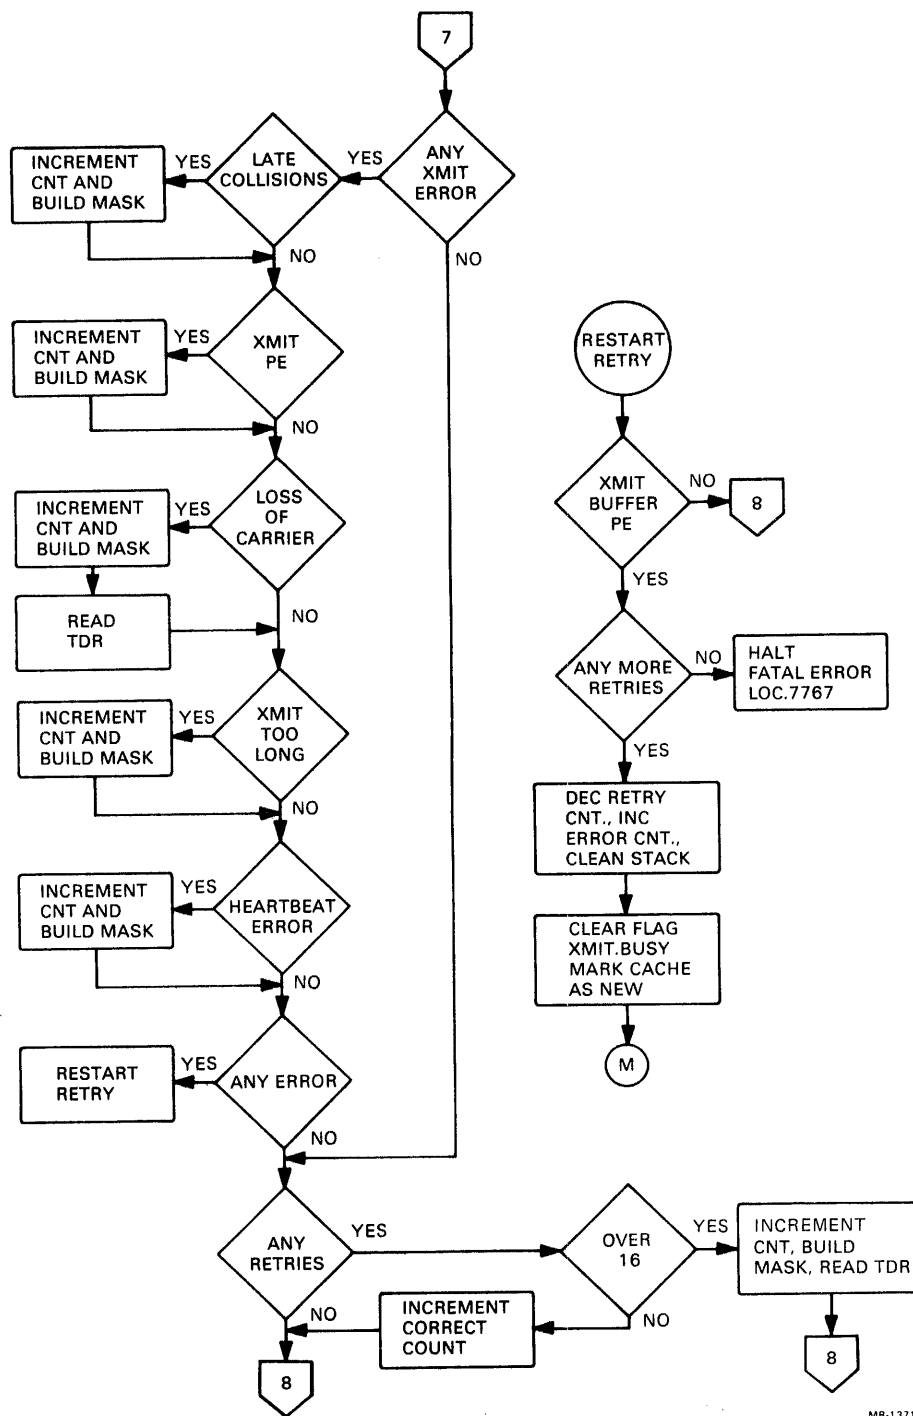 7
ANY
XMIT
ERROR
YES
NO
LATE
COLLISIONS
YES
NO
INCREMENT
CNT AND
BUILD MASK
XMIT
PE
YES
NO
INCREMENT
CNT AND
BUILD MASK
LOSS
OF
CARRIER
YES
NO
INCREMENT
CNT AND
BUILD MASK
READ
TDR
XMIT
TOO
LONG
YES
NO
INCREMENT
CNT AND
BUILD MASK
HEARTBEAT
ERROR
YES
NO
INCREMENT
CNT AND
BUILD MASK
ANY ERROR
YES
NO
RESTART
RETRY
ANY
RETRIES
YES
NO
OVER
16
YES
NO
INCREMENT
CNT, BUILD
MASK, READ TDR
8
INCREMENT
CORRECT
COUNT
8
RESTART
RETRY
XMIT
BUFFER
PE
NO
8
YES
ANY MORE
RETRIES
NO
HALT
FATAL ERROR
LOC.7767
YES
DEC RETRY
CNT., INC
ERROR CNT.,
CLEAN STACK
CLEAR FLAG
XMIT.BUSY
MARK CACHE
AS NEW
M
MR-1371